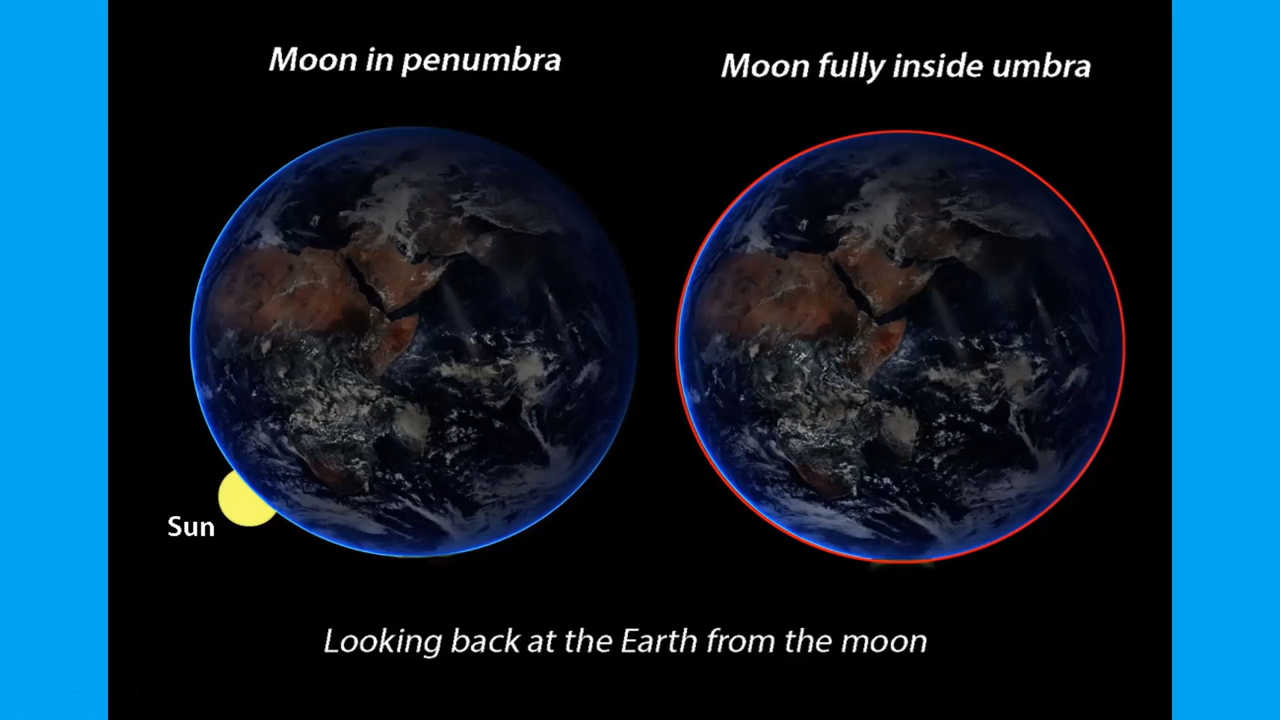 Moon in penumbra
Moon fully inside umbra
Sun
Looking back at the Earth from the moon